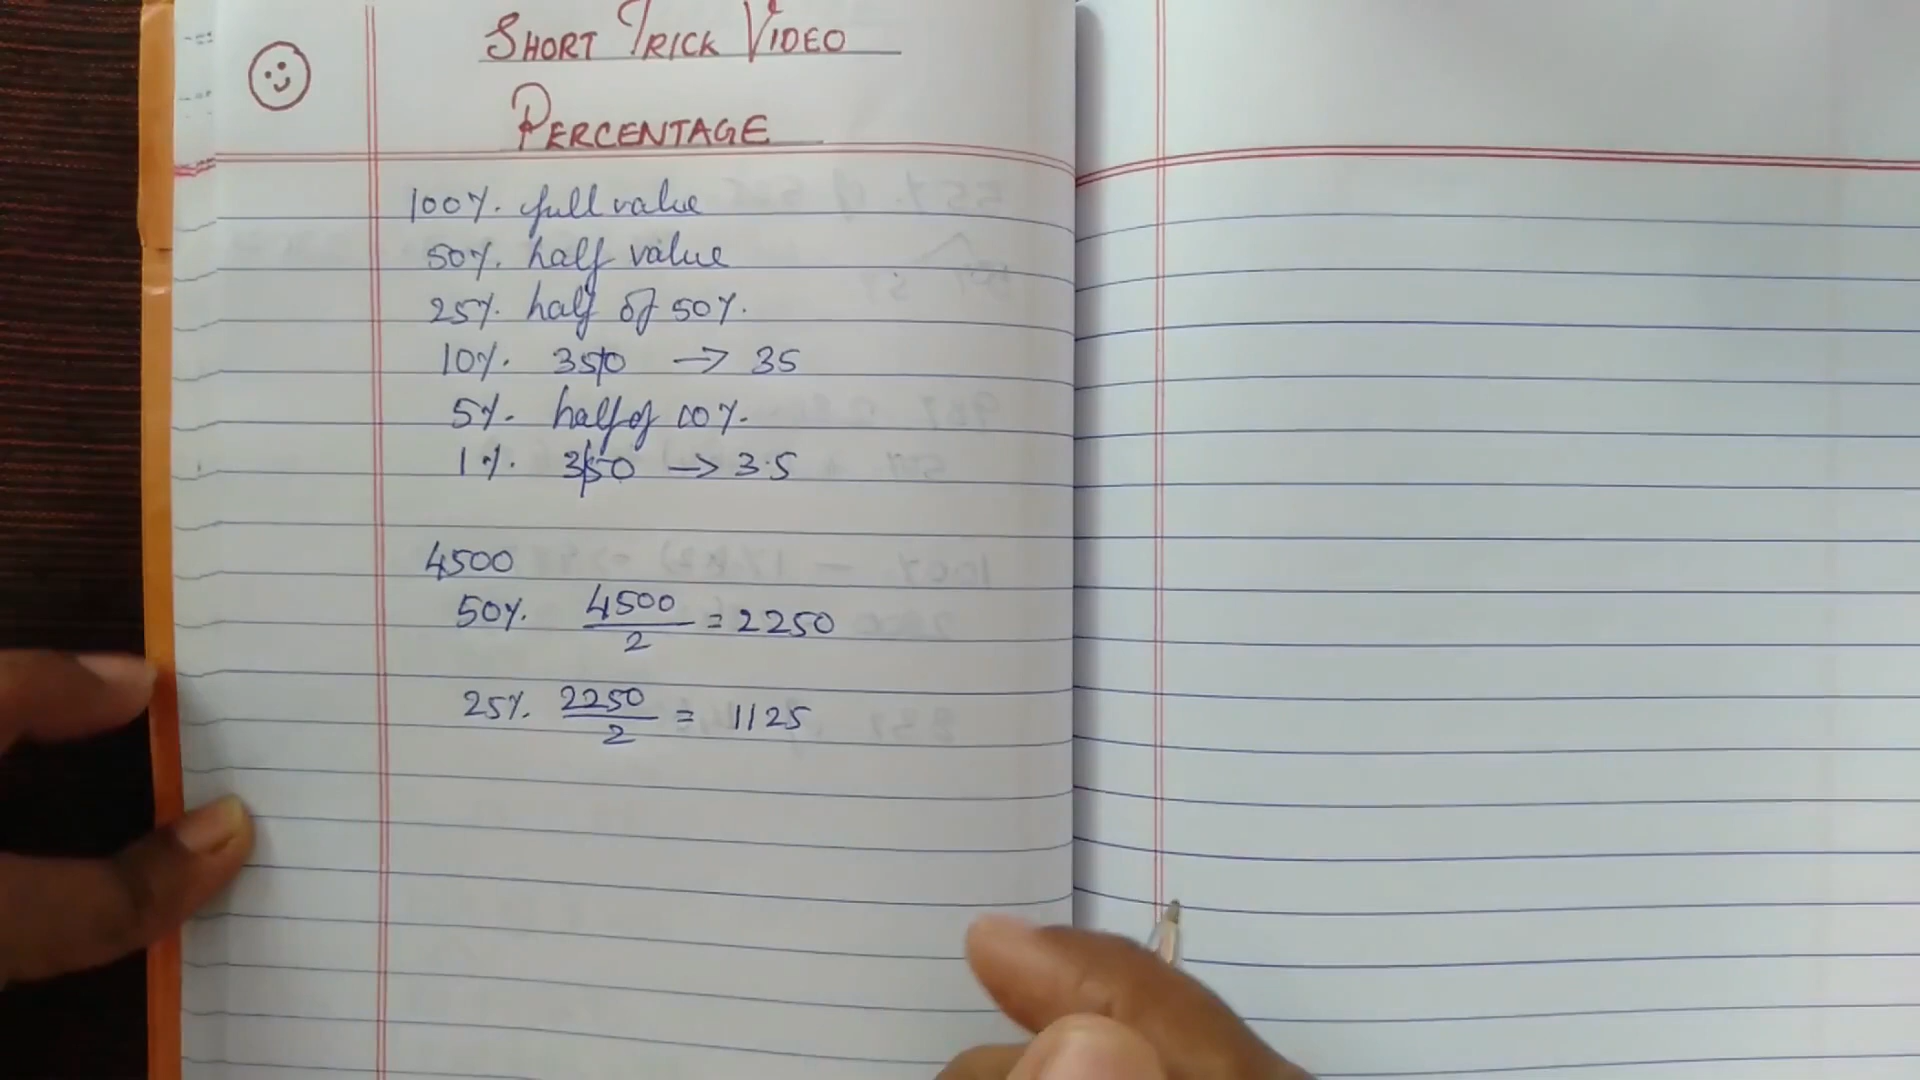 SHORT TRICK VIDEO
PERCENTAGE
100%. full value
50%. half value
25%. half of 50%.
10%. 350 → 35
5%. half of 10%.
1%. 350 → 3.5
4500
50%. 4500/2 = 2250
25%. 2250/2 = 1125